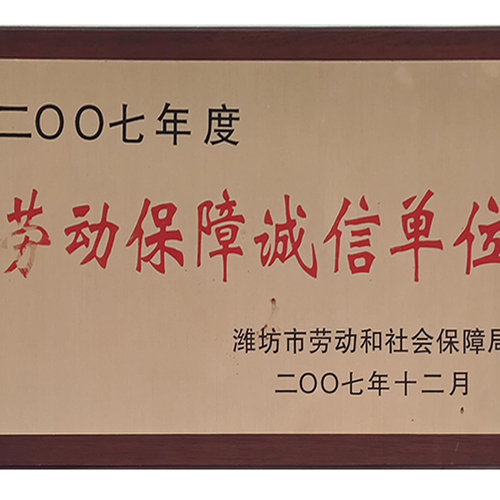 二〇〇七年度
劳动保障诚信单位
潍坊市劳动和社会保障局
二〇〇七年十二月